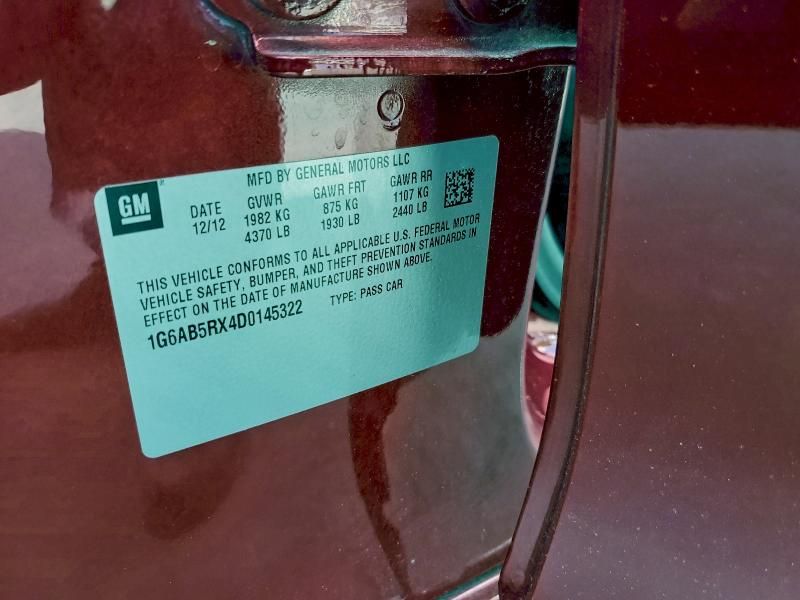 MFD BY GENERAL MOTORS LLC
GM
DATE GVWR GAWR FRT GAWR RR
12/12 1982 KG 875 KG 1107 KG
4370 LB 1930 LB 2440 LB
THIS VEHICLE CONFORMS TO ALL APPLICABLE U.S. FEDERAL MOTOR
VEHICLE SAFETY, BUMPER, AND THEFT PREVENTION STANDARDS IN
EFFECT ON THE DATE OF MANUFACTURE SHOWN ABOVE.
1G6AB5RX4D0145322 TYPE: PASS CAR